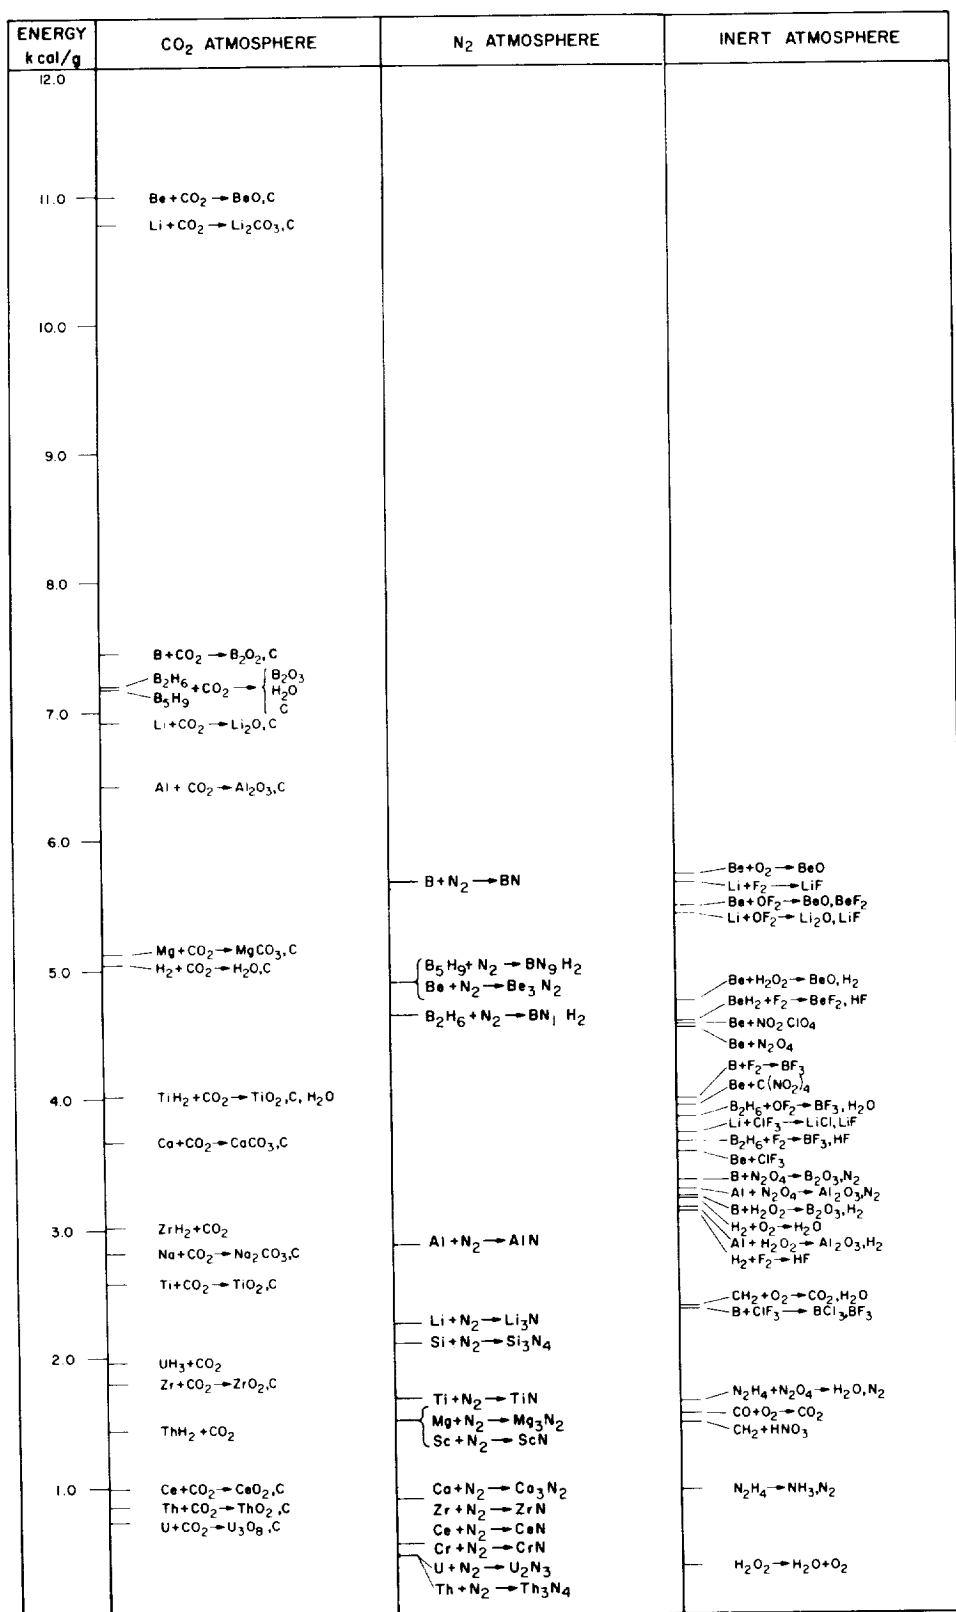 ENERGY kcal/g
CO2 ATMOSPHERE
N2 ATMOSPHERE
INERT ATMOSPHERE
12.0
11.0
10.0
9.0
8.0
7.0
6.0
5.0
4.0
3.0
2.0
1.0
Be+CO2→BeO,C
Li+CO2→Li2CO3,C
B+CO2→B2O2,C
B2H6
B5H9
+CO2→
B2O3
H2O
C
Li+CO2→Li2O,C
Al+CO2→Al2O3,C
Mg+CO2→MgCO3,C
H2+CO2→H2O,C
TiH2+CO2→TiO2,C,H2O
Ca+CO2→CaCO3,C
ZrH2+CO2
Na+CO2→Na2CO3,C
Ti+CO2→TiO2,C
UH3+CO2
Zr+CO2→ZrO2,C
ThH2+CO2
Ce+CO2→CeO2,C
Th+CO2→ThO2,C
U+CO2→U3O8,C
B+N2→BN
B5H9+N2→BN9 H2
Be+N2→Be3 N2
B2H6+N2→BN1 H2
Al+N2→AlN
Li+N2→Li3N
Si+N2→Si3N4
Ti+N2→TiN
Mg+N2→Mg3N2
Sc+N2→ScN
Ca+N2→Ca3N2
Zr+N2→ZrN
Ce+N2→CeN
Cr+N2→CrN
U+N2→U2N3
Th+N2→Th3N4
Be+O2→BeO
Li+F2→LiF
Be+OF2→BeO,BeF2
Li+OF2→Li2O,LiF
Be+H2O2→BeO,H2
BeH2+F2→BeF2,HF
Be+NO2ClO4
Be+N2O4
B+F2→BF3
Be+C(NO2)4
B2H6+OF2→BF3,H2O
Li+ClF3→LiCl,LiF
B2H6+F2→BF3,HF
Be+ClF3
B+N2O4→B2O3,N2
Al+N2O4→Al2O3,N2
B+H2O2→B2O3,H2
H2+O2→H2O
Al+H2O2→Al2O3,H2
H2+F2→HF
CH2+O2→CO2,H2O
B+ClF3→BCl3,BF3
N2H4+N2O4→H2O,N2
CO+O2→CO2
CH2+HNO3
N2H4→NH3,N2
H2O2→H2O+O2